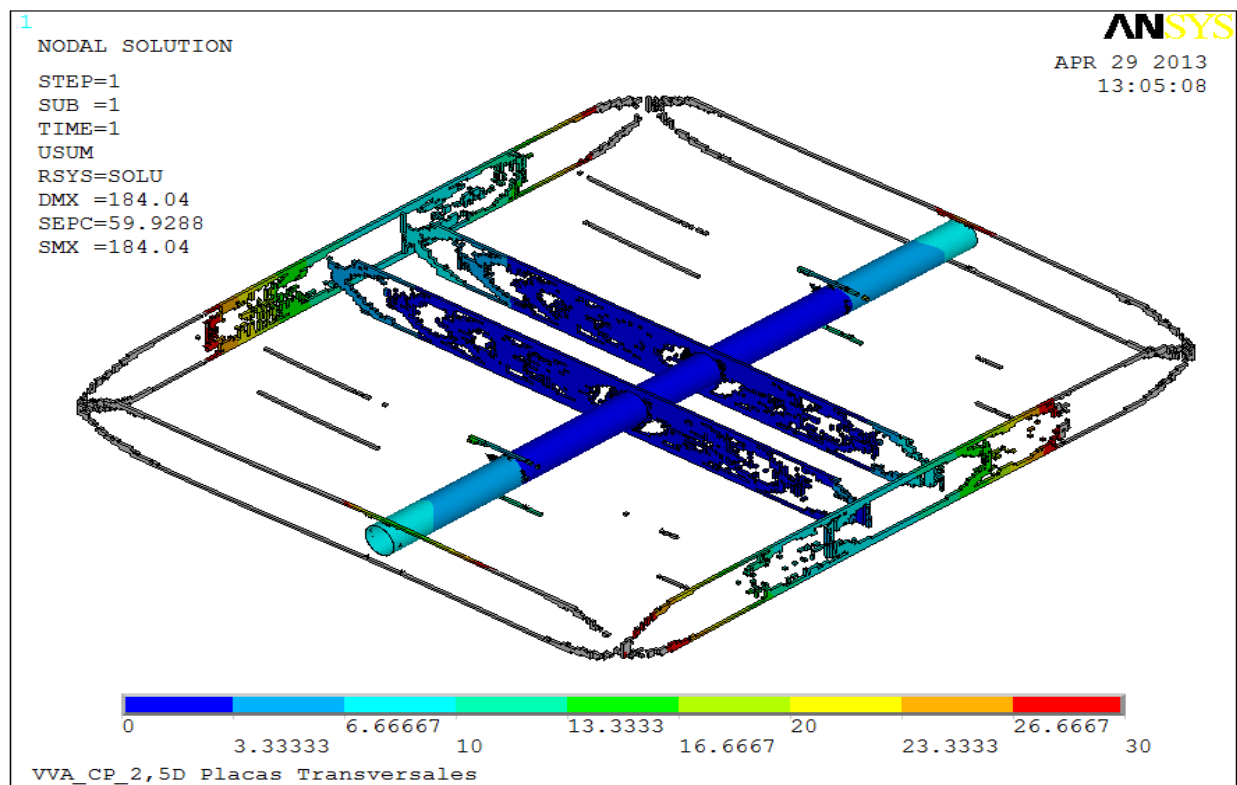 1
ANSYS
NODAL SOLUTION
APR 29 2013
13:05:08
STEP=1
SUB =1
TIME=1
USUM
RSYS=SOLU
DMX =184.04
SEPC=59.9288
SMX =184.04
0 6.66667 13.3333 20 26.6667
3.33333 10 16.6667 23.3333 30
VVA_CP_2,5D Placas Transversales